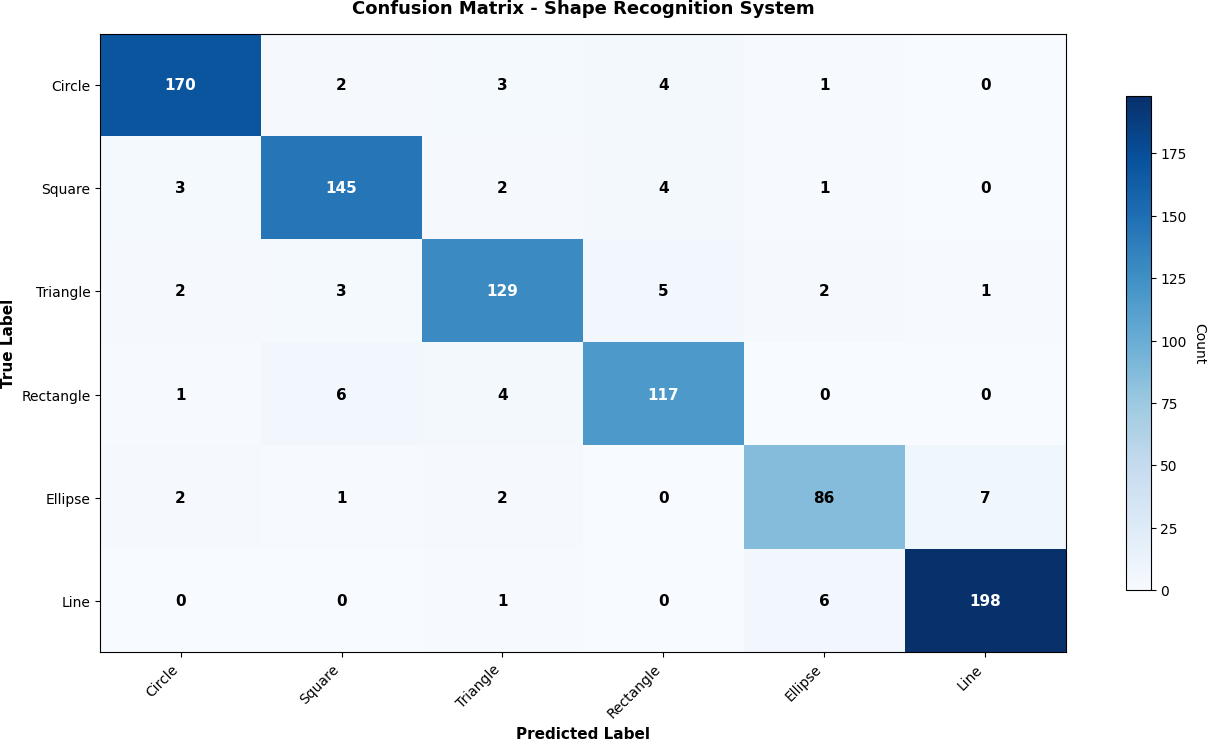 Confusion Matrix - Shape Recognition System
Circle 170 2 3 4 1 0
Square 3 145 2 4 1 0
Triangle 2 3 129 5 2 1
Rectangle 1 6 4 117 0 0
Ellipse 2 1 2 0 86 7
Line 0 0 1 0 6 198
True Label
Circle Square Triangle Rectangle Ellipse Line
Predicted Label
175
150
125
100
75
50
25
0
Count